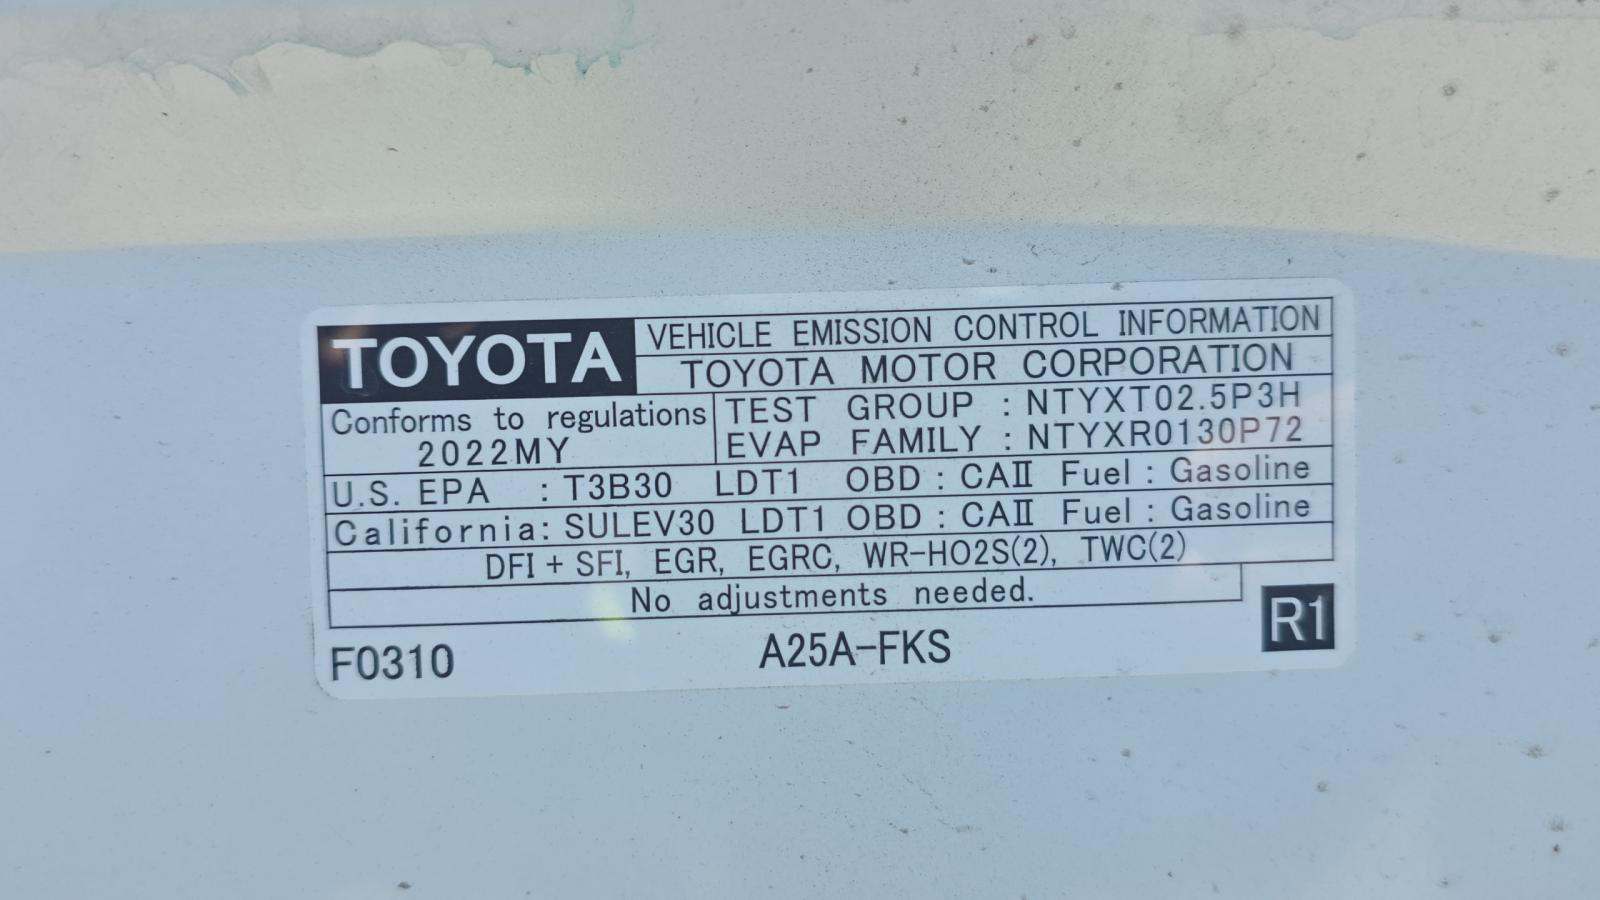 TOYOTA VEHICLE EMISSION CONTROL INFORMATION
TOYOTA MOTOR CORPORATION
Conforms to regulations
2022MY
TEST GROUP : NTYXT02.5P3H
EVAP FAMILY : NTYXR0130P72
U.S. EPA : T3B30 LDT1 OBD : CAⅡ Fuel : Gasoline
California: SULEV30 LDT1 OBD : CAⅡ Fuel : Gasoline
DFI + SFI, EGR, EGRC, WR-HO2S(2), TWC(2)
No adjustments needed.
F0310 A25A-FKS R1